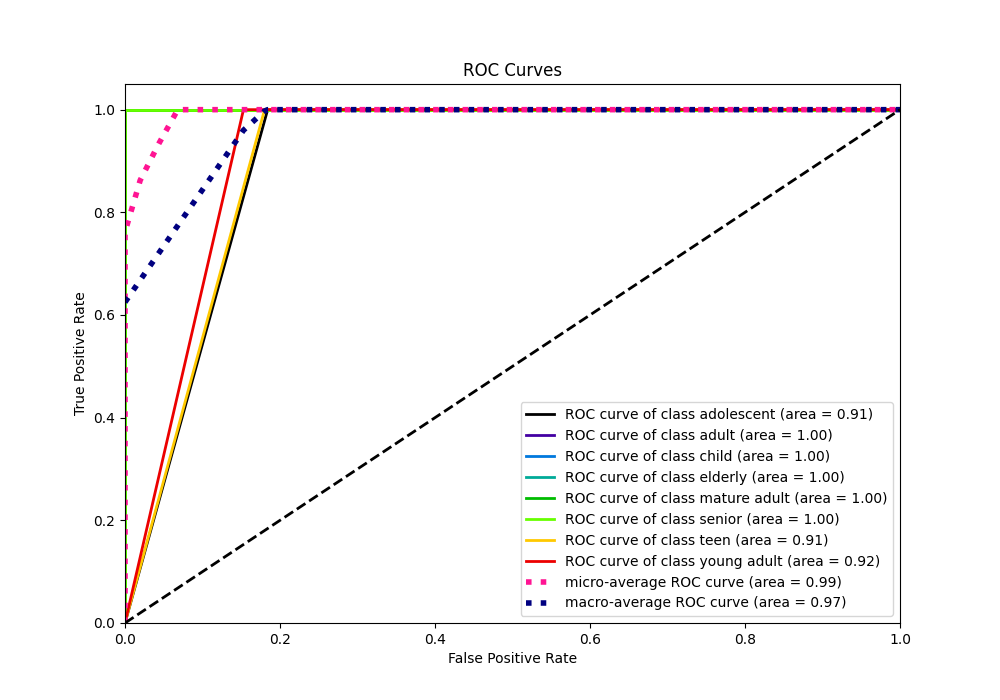 ROC Curves
True Positive Rate
1.0
0.8
0.6
0.4
0.2
0.0
0.0 0.2 0.4 0.6 0.8 1.0
False Positive Rate
ROC curve of class adolescent (area = 0.91)
ROC curve of class adult (area = 1.00)
ROC curve of class child (area = 1.00)
ROC curve of class elderly (area = 1.00)
ROC curve of class mature adult (area = 1.00)
ROC curve of class senior (area = 1.00)
ROC curve of class teen (area = 0.91)
ROC curve of class young adult (area = 0.92)
micro-average ROC curve (area = 0.99)
macro-average ROC curve (area = 0.97)